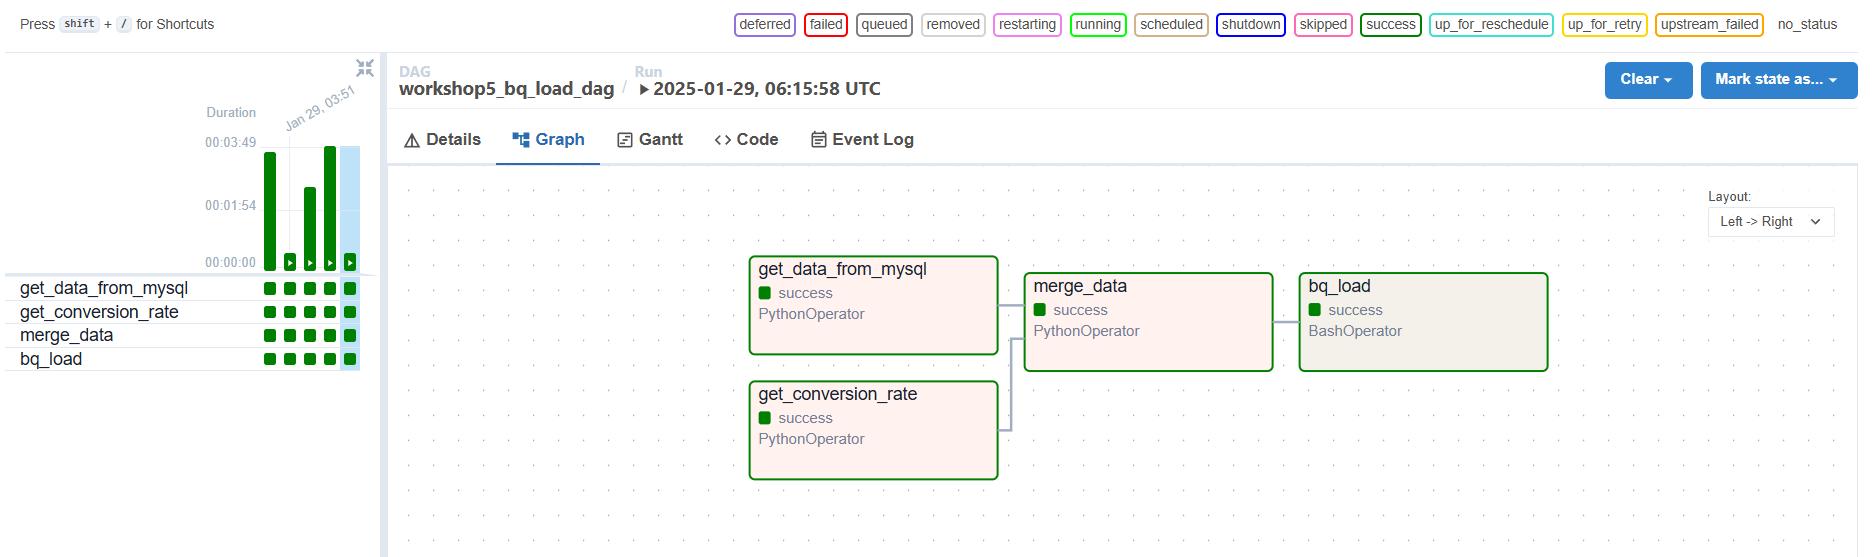 Press shift + / for Shortcuts
deferred failed queued removed restarting running scheduled shutdown skipped success up_for_reschedule up_for_retry upstream_failed no_status
Duration
Jan 29, 03:51
00:03:49
00:01:54
00:00:00
get_data_from_mysql
get_conversion_rate
merge_data
bq_load
DAG
workshop5_bq_load_dag
/
Run
2025-01-29, 06:15:58 UTC
Clear
Mark state as...
Details
Graph
Gantt
Code
Event Log
Layout:
Left -> Right
get_data_from_mysql
success
PythonOperator
get_conversion_rate
success
PythonOperator
merge_data
success
PythonOperator
bq_load
success
BashOperator